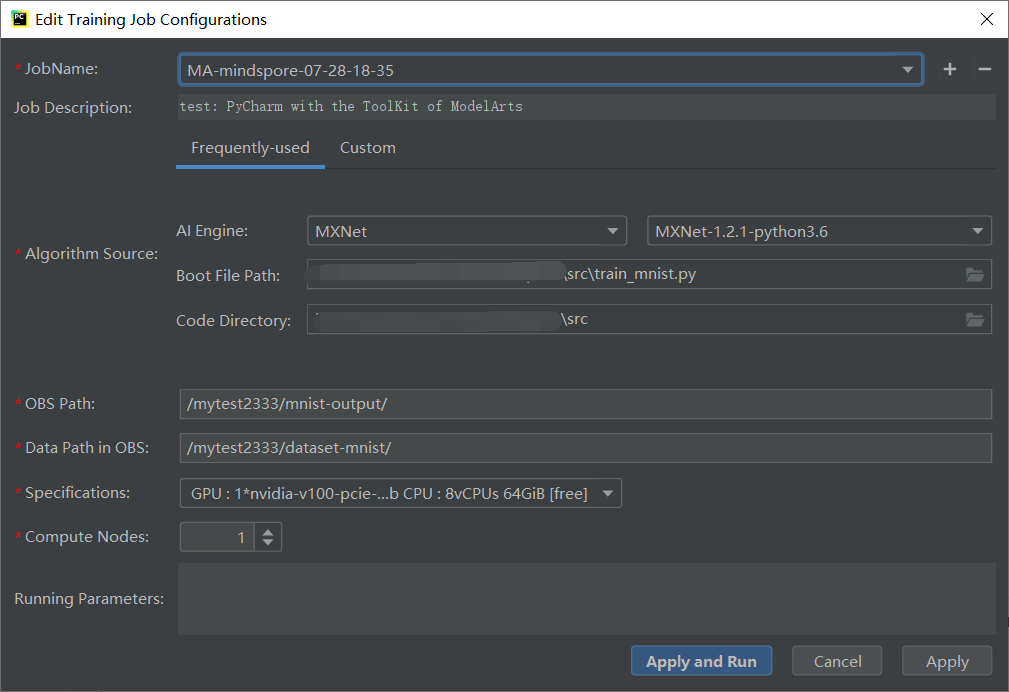 PC Edit Training Job Configurations
* JobName: MA-mindspore-07-28-18-35
Job Description: test: PyCharm with the ToolKit of ModelArts
Frequently-used Custom
AI Engine: MXNet MXNet-1.2.1-python3.6
* Algorithm Source:
Boot File Path: \src\train_mnist.py
Code Directory: \src
* OBS Path: /mytest2333/mnist-output/
* Data Path in OBS: /mytest2333/dataset-mnist/
* Specifications: GPU : 1*nvidia-v100-pcie-...b CPU : 8vCPUs 64GiB [free]
* Compute Nodes: 1
Running Parameters:
Apply and Run Cancel Apply